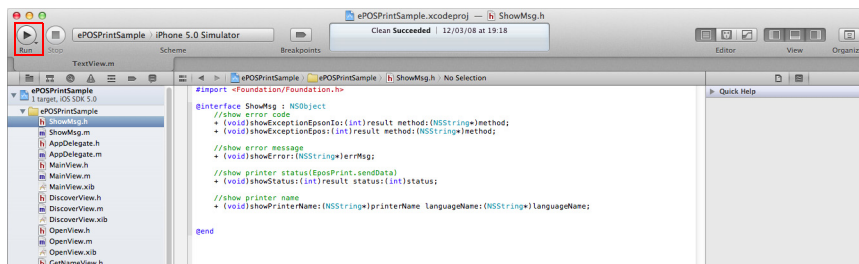 ePOSPrintSample.xcodeproj — h ShowMsg.h
ePOSPrintSample › iPhone 5.0 Simulator
Clean Succeeded | 12/03/08 at 19:18
Run Stop Scheme Breakpoints Editor View Organiz
TextView.m
ePOSPrintSample › ePOSPrintSample › h ShowMsg.h › No Selection
ePOSPrintSample
1 target, iOS SDK 5.0
ePOSPrintSample
h ShowMsg.h
m ShowMsg.m
h AppDelegate.h
m AppDelegate.m
h MainView.h
m MainView.m
MainView.xib
h DiscoverView.h
m DiscoverView.m
DiscoverView.xib
h OpenView.h
m OpenView.m
OpenView.xib
h GetNameView.h
#import <Foundation/Foundation.h>
@interface ShowMsg : NSObject
//show error code
+ (void)showExceptionEpsonIo:(int)result method:(NSString*)method;
+ (void)showExceptionEpos:(int)result method:(NSString*)method;
//show error message
+ (void)showError:(NSString*)errMsg;
//show printer status(EposPrint.sendData)
+ (void)showStatus:(int)result status:(int)status;
//show printer name
+ (void)showPrinterName:(NSString*)printerName languageName:(NSString*)languageName;
@end
Quick Help